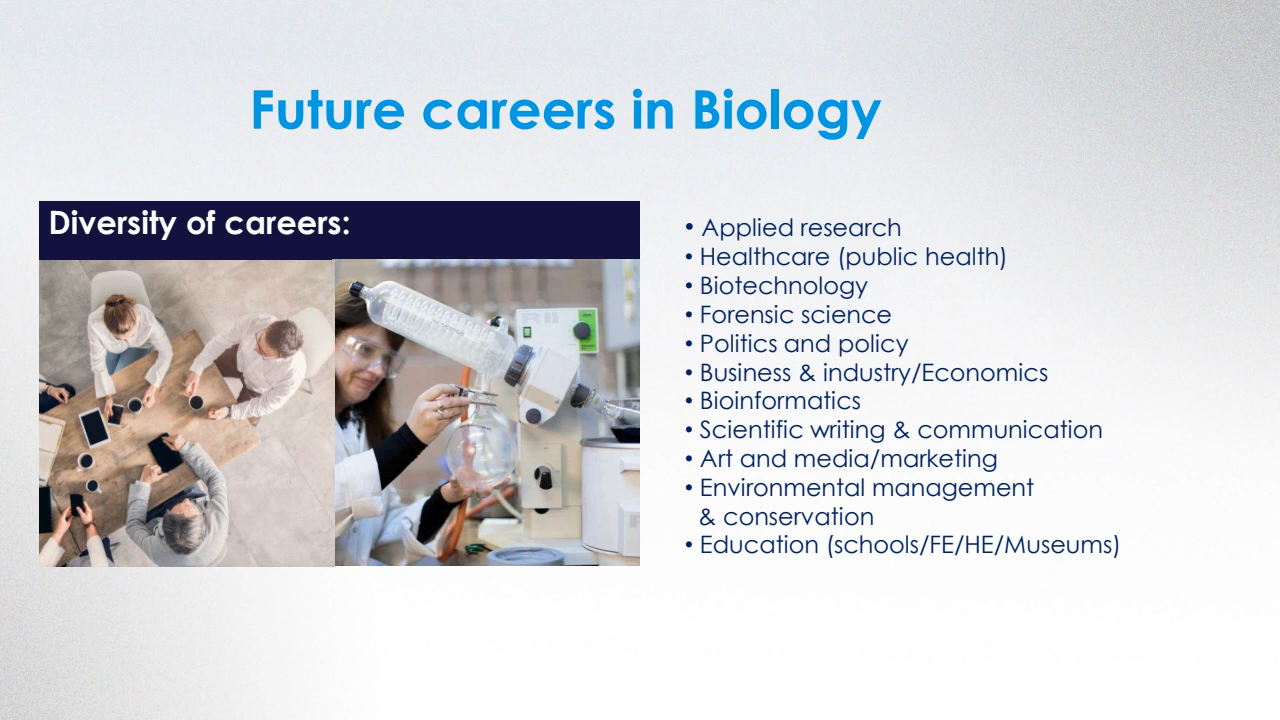 Future careers in Biology
Diversity of careers:
• Applied research
• Healthcare (public health)
• Biotechnology
• Forensic science
• Politics and policy
• Business & industry/Economics
• Bioinformatics
• Scientific writing & communication
• Art and media/marketing
• Environmental management
& conservation
• Education (schools/FE/HE/Museums)